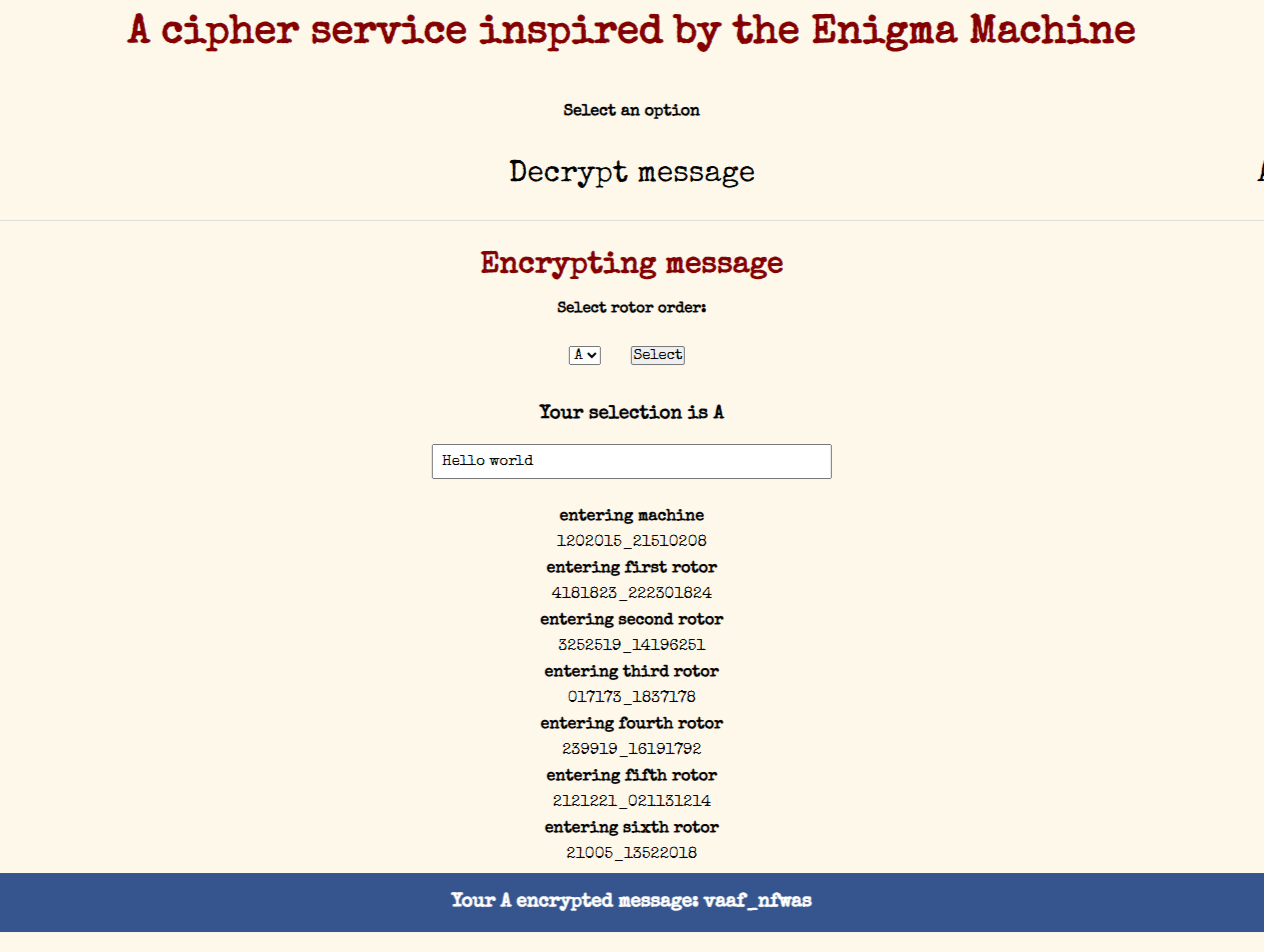 A cipher service inspired by the Enigma Machine
Select an option
Decrypt message
Encrypting message
Select rotor order:
A Select
Your selection is A
Hello world
entering machine
1202015_21510208
entering first rotor
4181823_222301824
entering second rotor
3252519_14196251
entering third rotor
017173_1837178
entering fourth rotor
239919_16191792
entering fifth rotor
2121221_021131214
entering sixth rotor
21005_13522018
Your A encrypted message: vaaf_nfwas